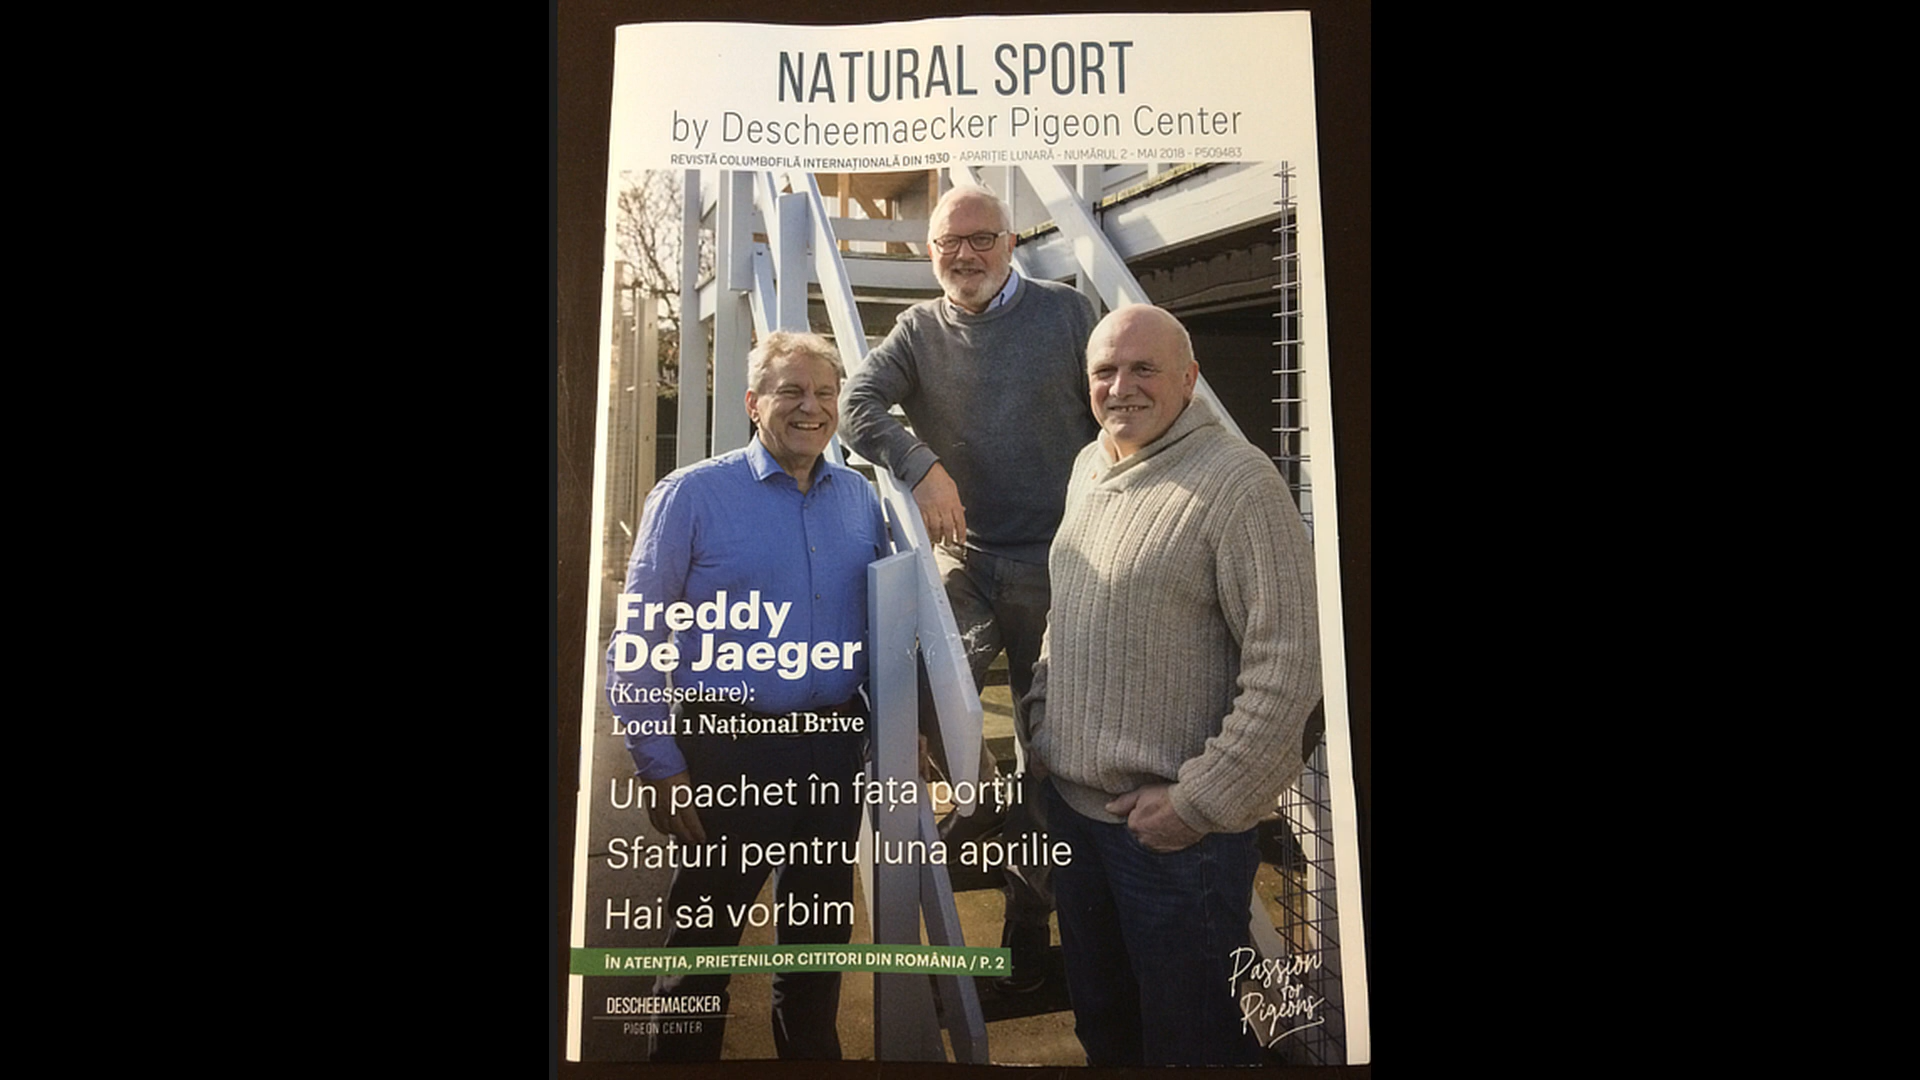 NATURAL SPORT
by Descheemaecker Pigeon Center
REVISTĂ COLUMBOFILĂ INTERNAȚIONALĂ DIN 1930 - APARIȚIE LUNARĂ - NUMĂRUL 2 - MAI 2018 - P509483
Freddy
De Jaeger
(Knesselare):
Locul 1 Național Brive
Un pachet în fața porții
Sfaturi pentru luna aprilie
Hai să vorbim
ÎN ATENȚIA, PRIETENILOR CITITORI DIN ROMÂNIA / P. 2
DESCHEEMAECKER
PIGEON CENTER
Passion
for
Pigeons